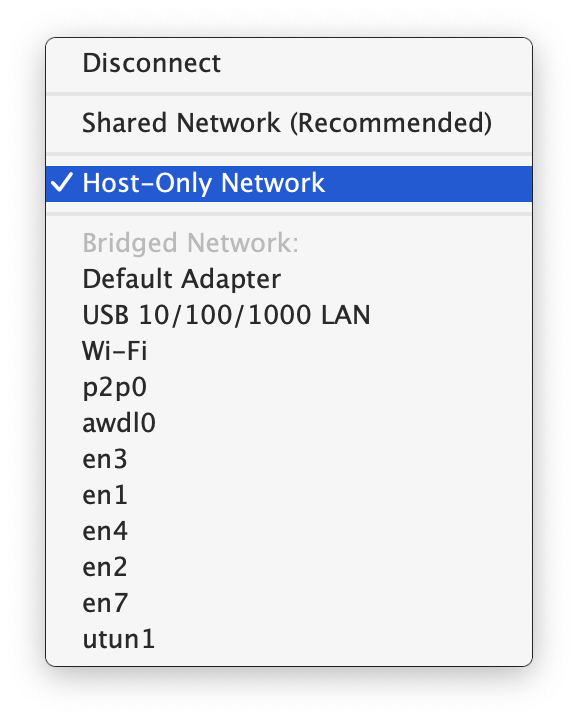 Disconnect
Shared Network (Recommended)
Host-Only Network
Bridged Network:
Default Adapter
USB 10/100/1000 LAN
Wi-Fi
p2p0
awdl0
en3
en1
en4
en2
en7
utun1